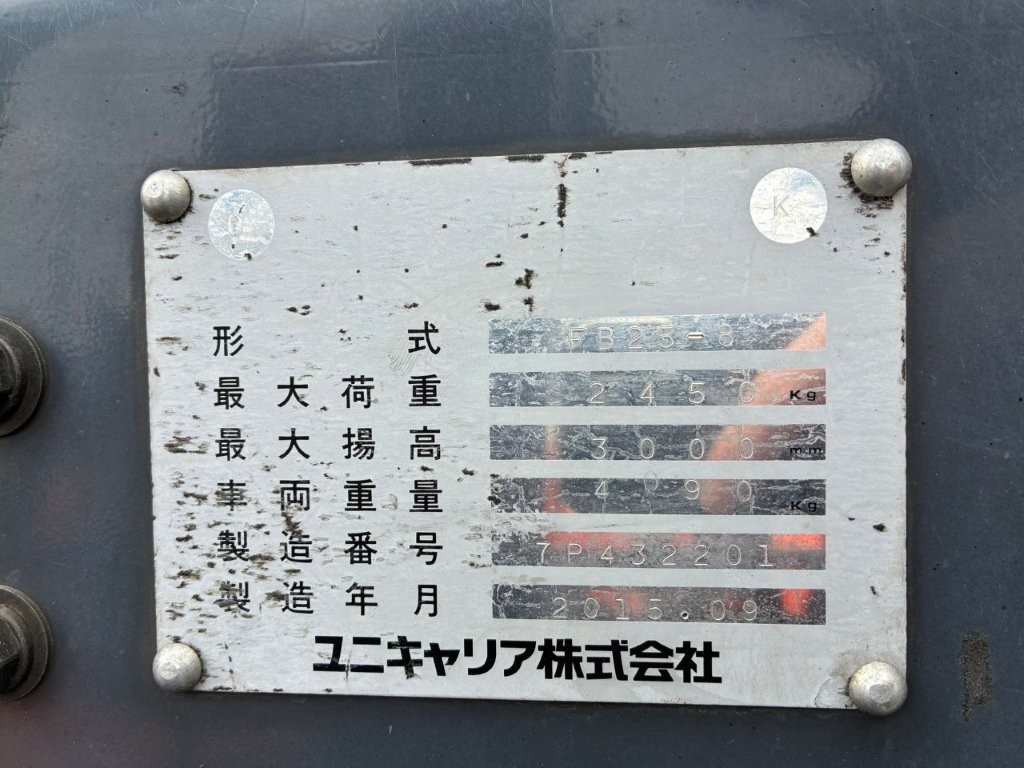 K
形式 FB25-8
最大荷重 2450 Kg
最大揚高 3000 mm
車両重量 4090 Kg
製造番号 7P432201
製造年月 2015.09
ユニキャリア株式会社